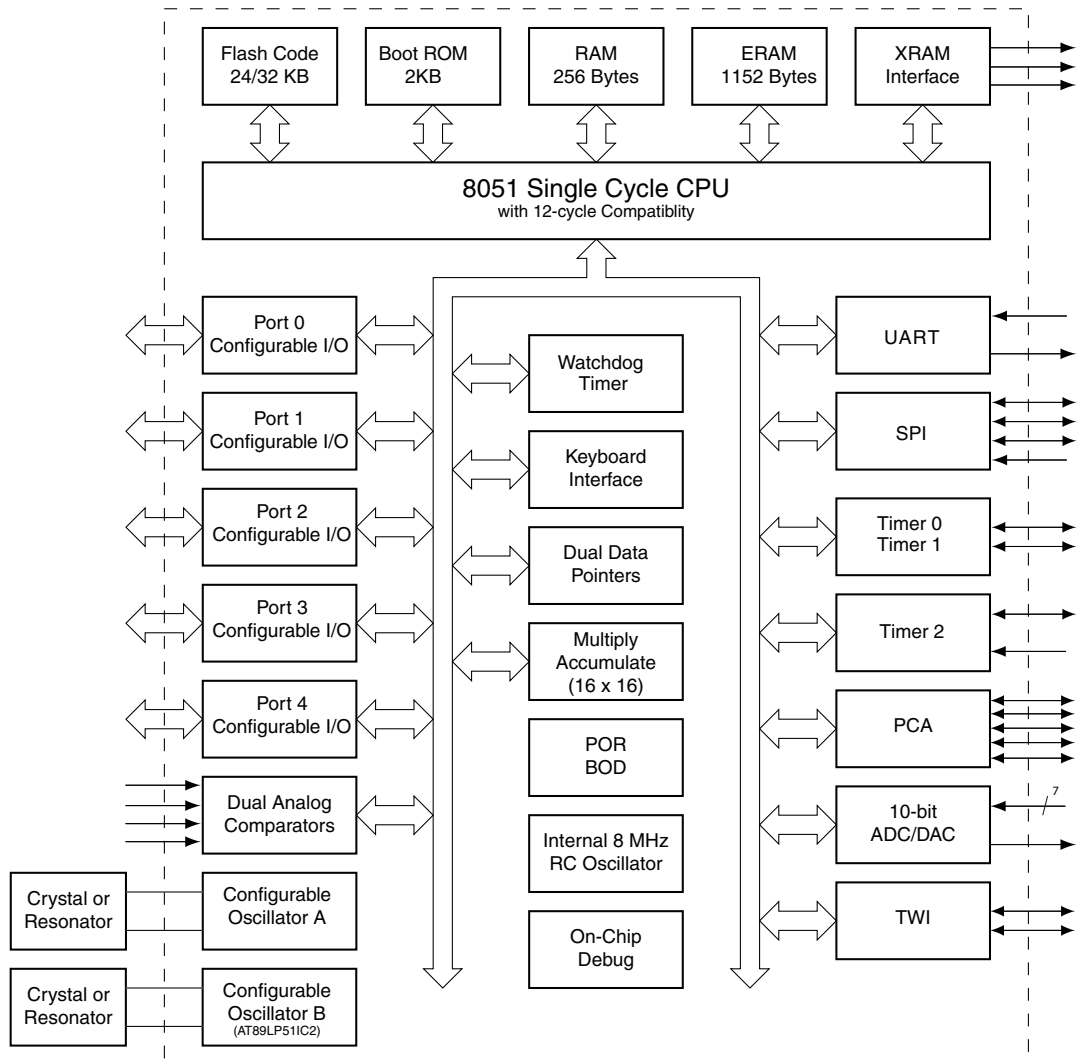 Flash Code
24/32 KB
Boot ROM
2KB
RAM
256 Bytes
ERAM
1152 Bytes
XRAM
Interface
8051 Single Cycle CPU
with 12-cycle Compatiblity
Port 0
Configurable I/O
Port 1
Configurable I/O
Port 2
Configurable I/O
Port 3
Configurable I/O
Port 4
Configurable I/O
Dual Analog
Comparators
Crystal or
Resonator
Configurable
Oscillator A
Crystal or
Resonator
Configurable
Oscillator B
(AT89LP51IC2)
Watchdog
Timer
Keyboard
Interface
Dual Data
Pointers
Multiply
Accumulate
(16 x 16)
POR
BOD
Internal 8 MHz
RC Oscillator
On-Chip
Debug
UART
SPI
Timer 0
Timer 1
Timer 2
PCA
10-bit
ADC/DAC
7
TWI